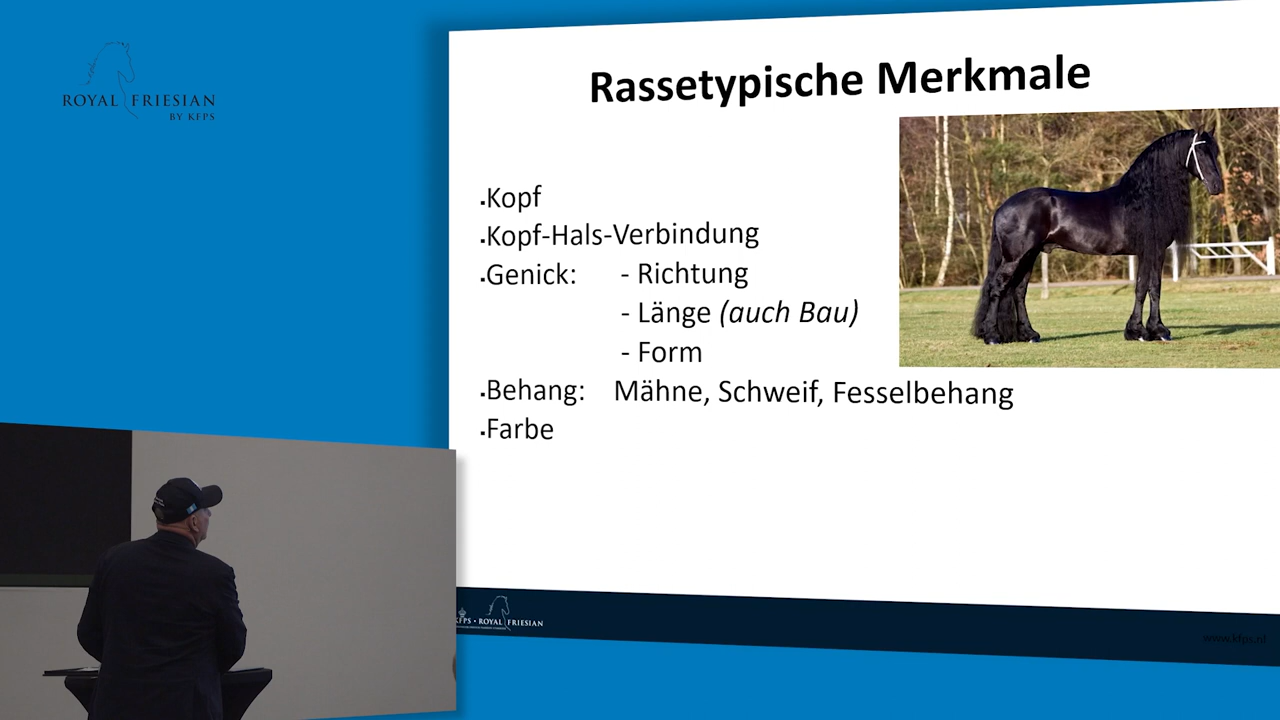 ROYAL FRIESIAN
BY KFPS
Rassetypische Merkmale
.Kopf
.Kopf-Hals-Verbindung
.Genick: - Richtung
- Länge (auch Bau)
- Form
.Behang: Mähne, Schweif, Fesselbehang
.Farbe
KFPS • ROYAL FRIESIAN
www.kfps.nl